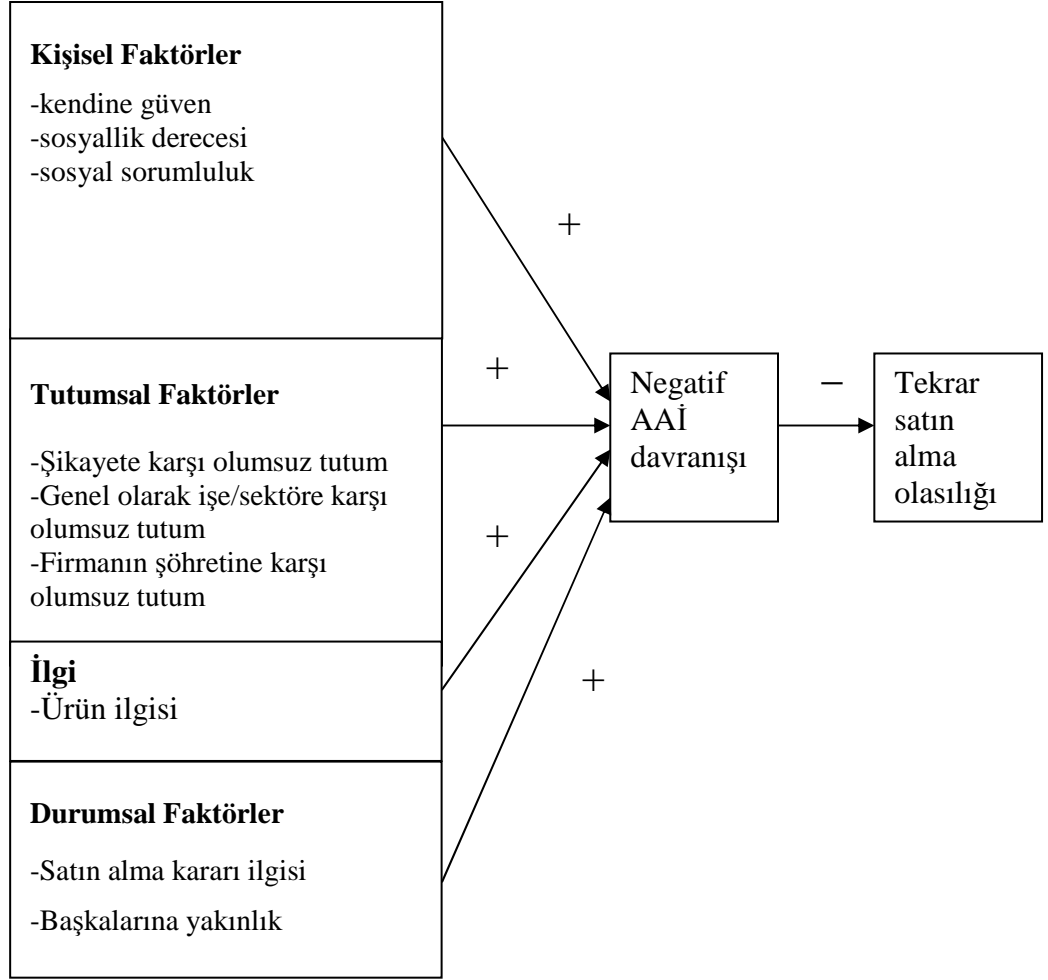 Kişisel Faktörler
-kendine güven
-sosyallik derecesi
-sosyal sorumluluk
+
Tutumsal Faktörler
-Şikayete karşı olumsuz tutum
-Genel olarak işe/sektöre karşı
olumsuz tutum
-Firmanın şöhretine karşı
olumsuz tutum
+
+
İlgi
-Ürün ilgisi
+
Durumsal Faktörler
-Satın alma kararı ilgisi
-Başkalarına yakınlık
Negatif
AAİ
davranışı
–
Tekrar
satın
alma
olasılığı